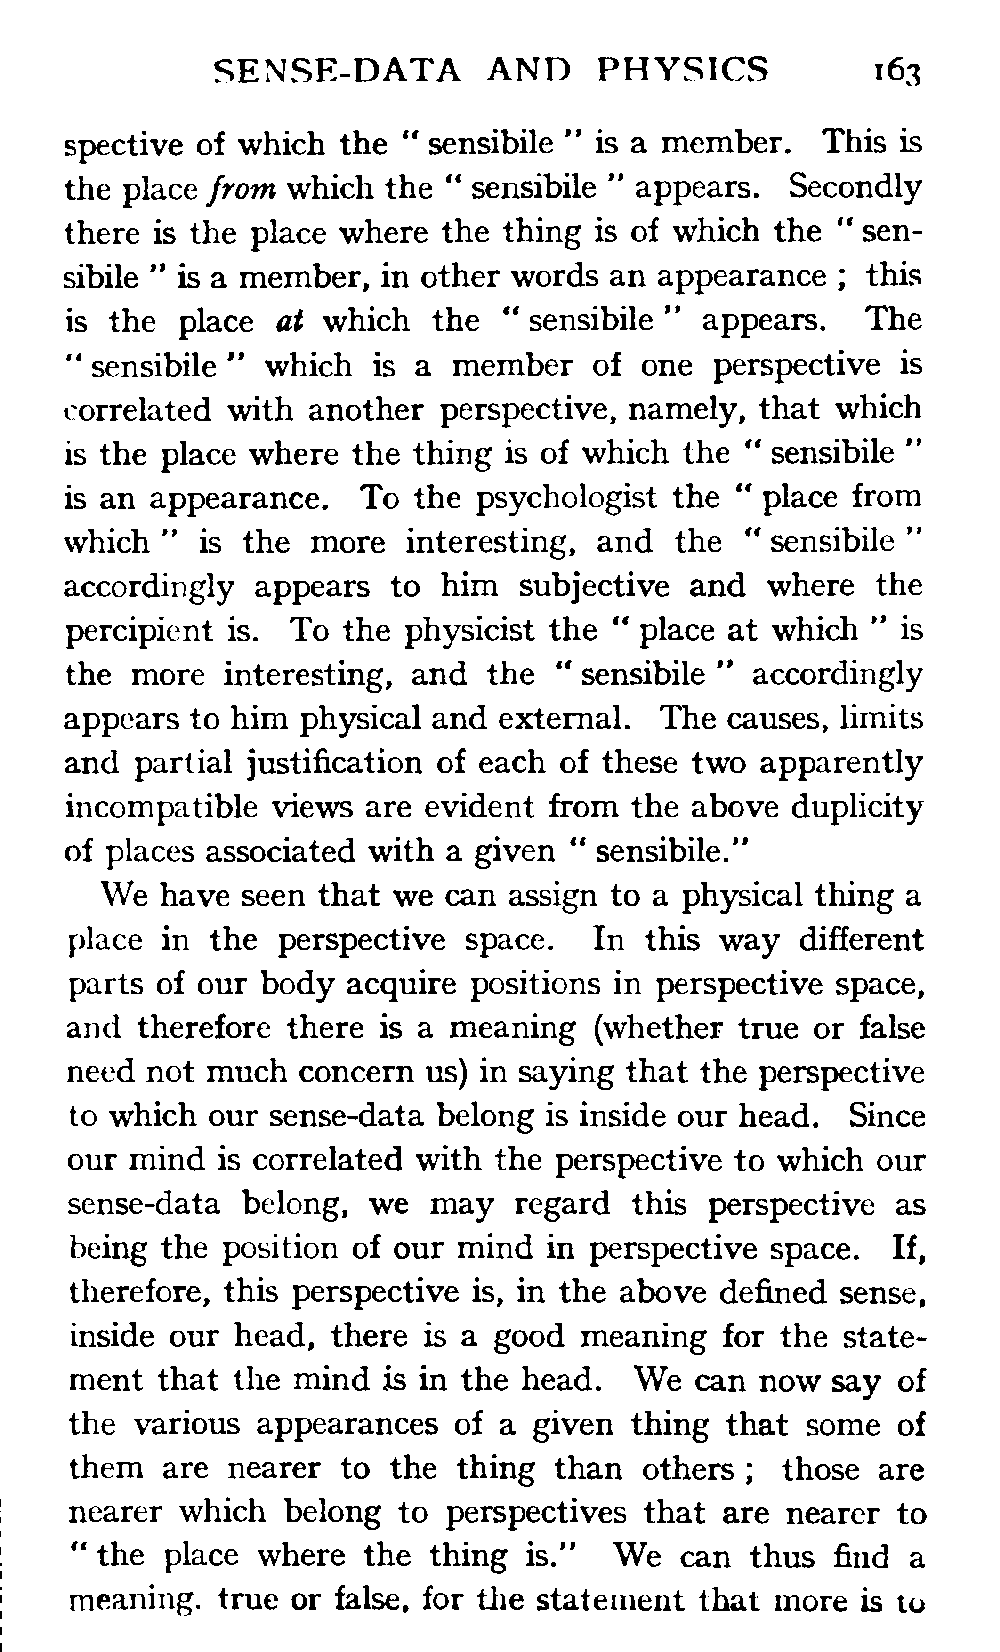 SENSE-DATA AND PHYSICS 163
spective of which the “ sensibile ” is a member. This is
the place from which the “ sensibile ” appears. Secondly
there is the place where the thing is of which the “ sen-
sibile ” is a member, in other words an appearance ; this
is the place at which the “ sensibile ” appears. The
“ sensibile ” which is a member of one perspective is
correlated with another perspective, namely, that which
is the place where the thing is of which the “ sensibile ”
is an appearance. To the psychologist the “ place from
which ” is the more interesting, and the “ sensibile ”
accordingly appears to him subjective and where the
percipient is. To the physicist the “ place at which ” is
the more interesting, and the “ sensibile ” accordingly
appears to him physical and external. The causes, limits
and partial justification of each of these two apparently
incompatible views are evident from the above duplicity
of places associated with a given “ sensibile.”
We have seen that we can assign to a physical thing a
place in the perspective space. In this way different
parts of our body acquire positions in perspective space,
and therefore there is a meaning (whether true or false
need not much concern us) in saying that the perspective
to which our sense-data belong is inside our head. Since
our mind is correlated with the perspective to which our
sense-data belong, we may regard this perspective as
being the position of our mind in perspective space. If,
therefore, this perspective is, in the above defined sense,
inside our head, there is a good meaning for the state-
ment that the mind is in the head. We can now say of
the various appearances of a given thing that some of
them are nearer to the thing than others ; those are
nearer which belong to perspectives that are nearer to
“ the place where the thing is.” We can thus find a
meaning, true or false, for the statement that more is to